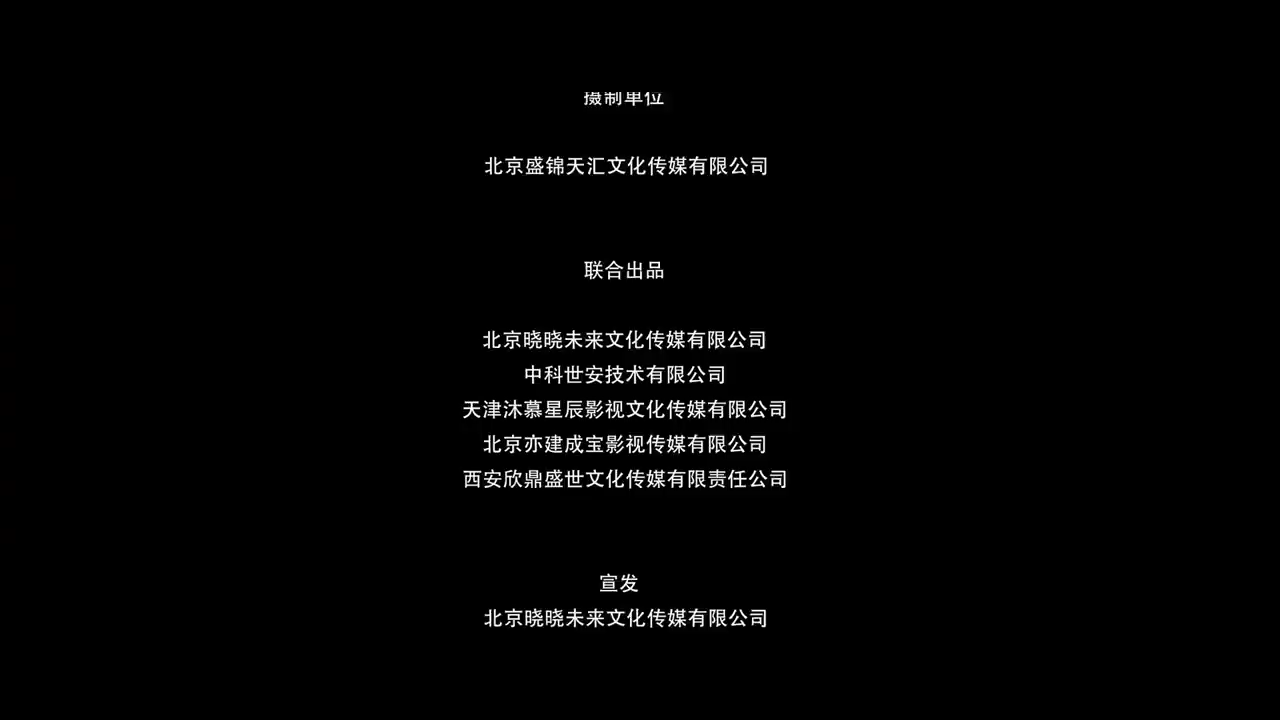 摄制单位
北京盛锦天汇文化传媒有限公司
联合出品
北京晓晓未来文化传媒有限公司
中科世安技术有限公司
天津沐慕星辰影视文化传媒有限公司
北京亦建成宝影视传媒有限公司
西安欣鼎盛世文化传媒有限责任公司
宣发
北京晓晓未来文化传媒有限公司